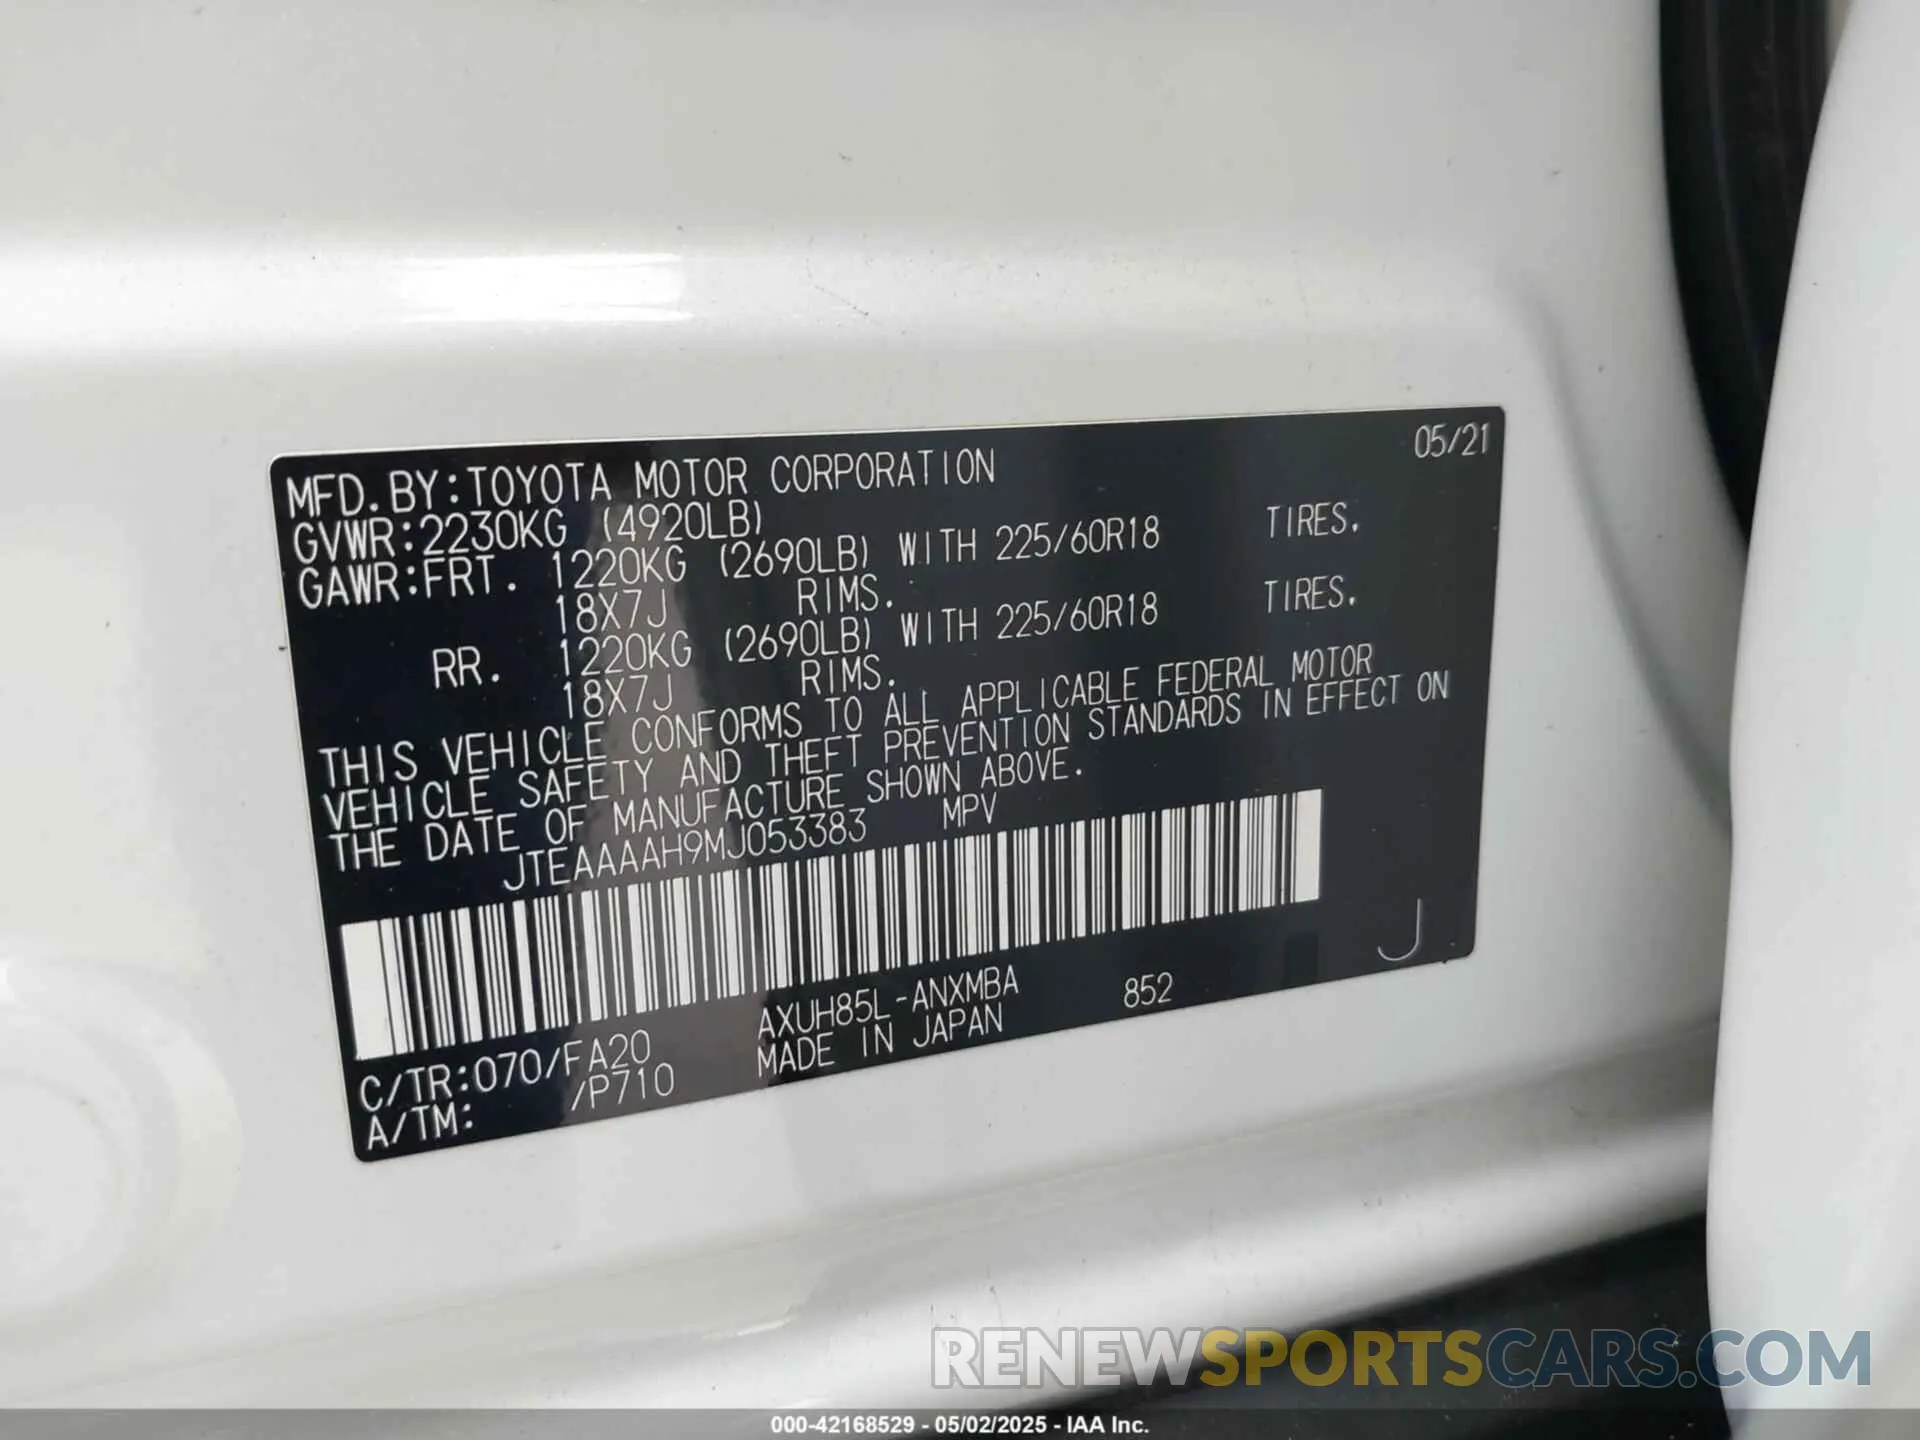 05/21
MFD.BY:TOYOTA MOTOR CORPORATION
GVWR:2230KG (4920LB)
GAWR:FRT. 1220KG (2690LB) WITH 225/60R18 TIRES.
18X7J RIMS.
RR. 1220KG (2690LB) WITH 225/60R18 TIRES.
18X7J RIMS.
THIS VEHICLE CONFORMS TO ALL APPLICABLE FEDERAL MOTOR
VEHICLE SAFETY AND THEFT PREVENTION STANDARDS IN EFFECT ON
THE DATE OF MANUFACTURE SHOWN ABOVE.
JTEAAAAH9MJ053383 MPV
J
C/TR:070/FA20 AXUH85L-ANXMBA 852
A/TM: /P710 MADE IN JAPAN
RENEWSPORTSCARS.COM
000-42168529 - 05/02/2025 - IAA Inc.